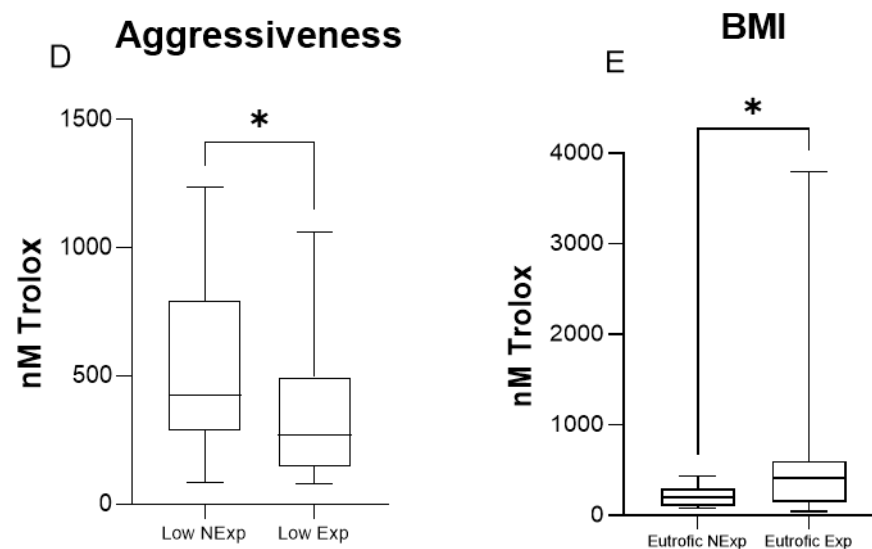 D
Aggressiveness
*
1500
1000
500
0
nM Trolox
Low NExp
Low Exp
E
BMI
*
4000
3000
2000
1000
0
nM Trolox
Eutrofic NExp
Eutrofic Exp